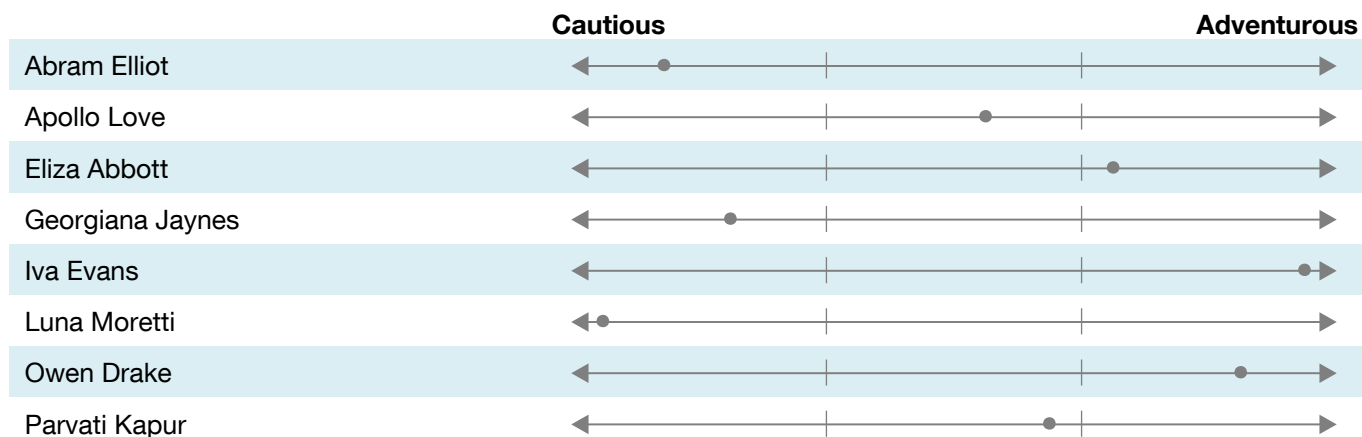 Cautious Adventurous
Abram Elliot
Apollo Love
Eliza Abbott
Georgiana Jaynes
Iva Evans
Luna Moretti
Owen Drake
Parvati Kapur